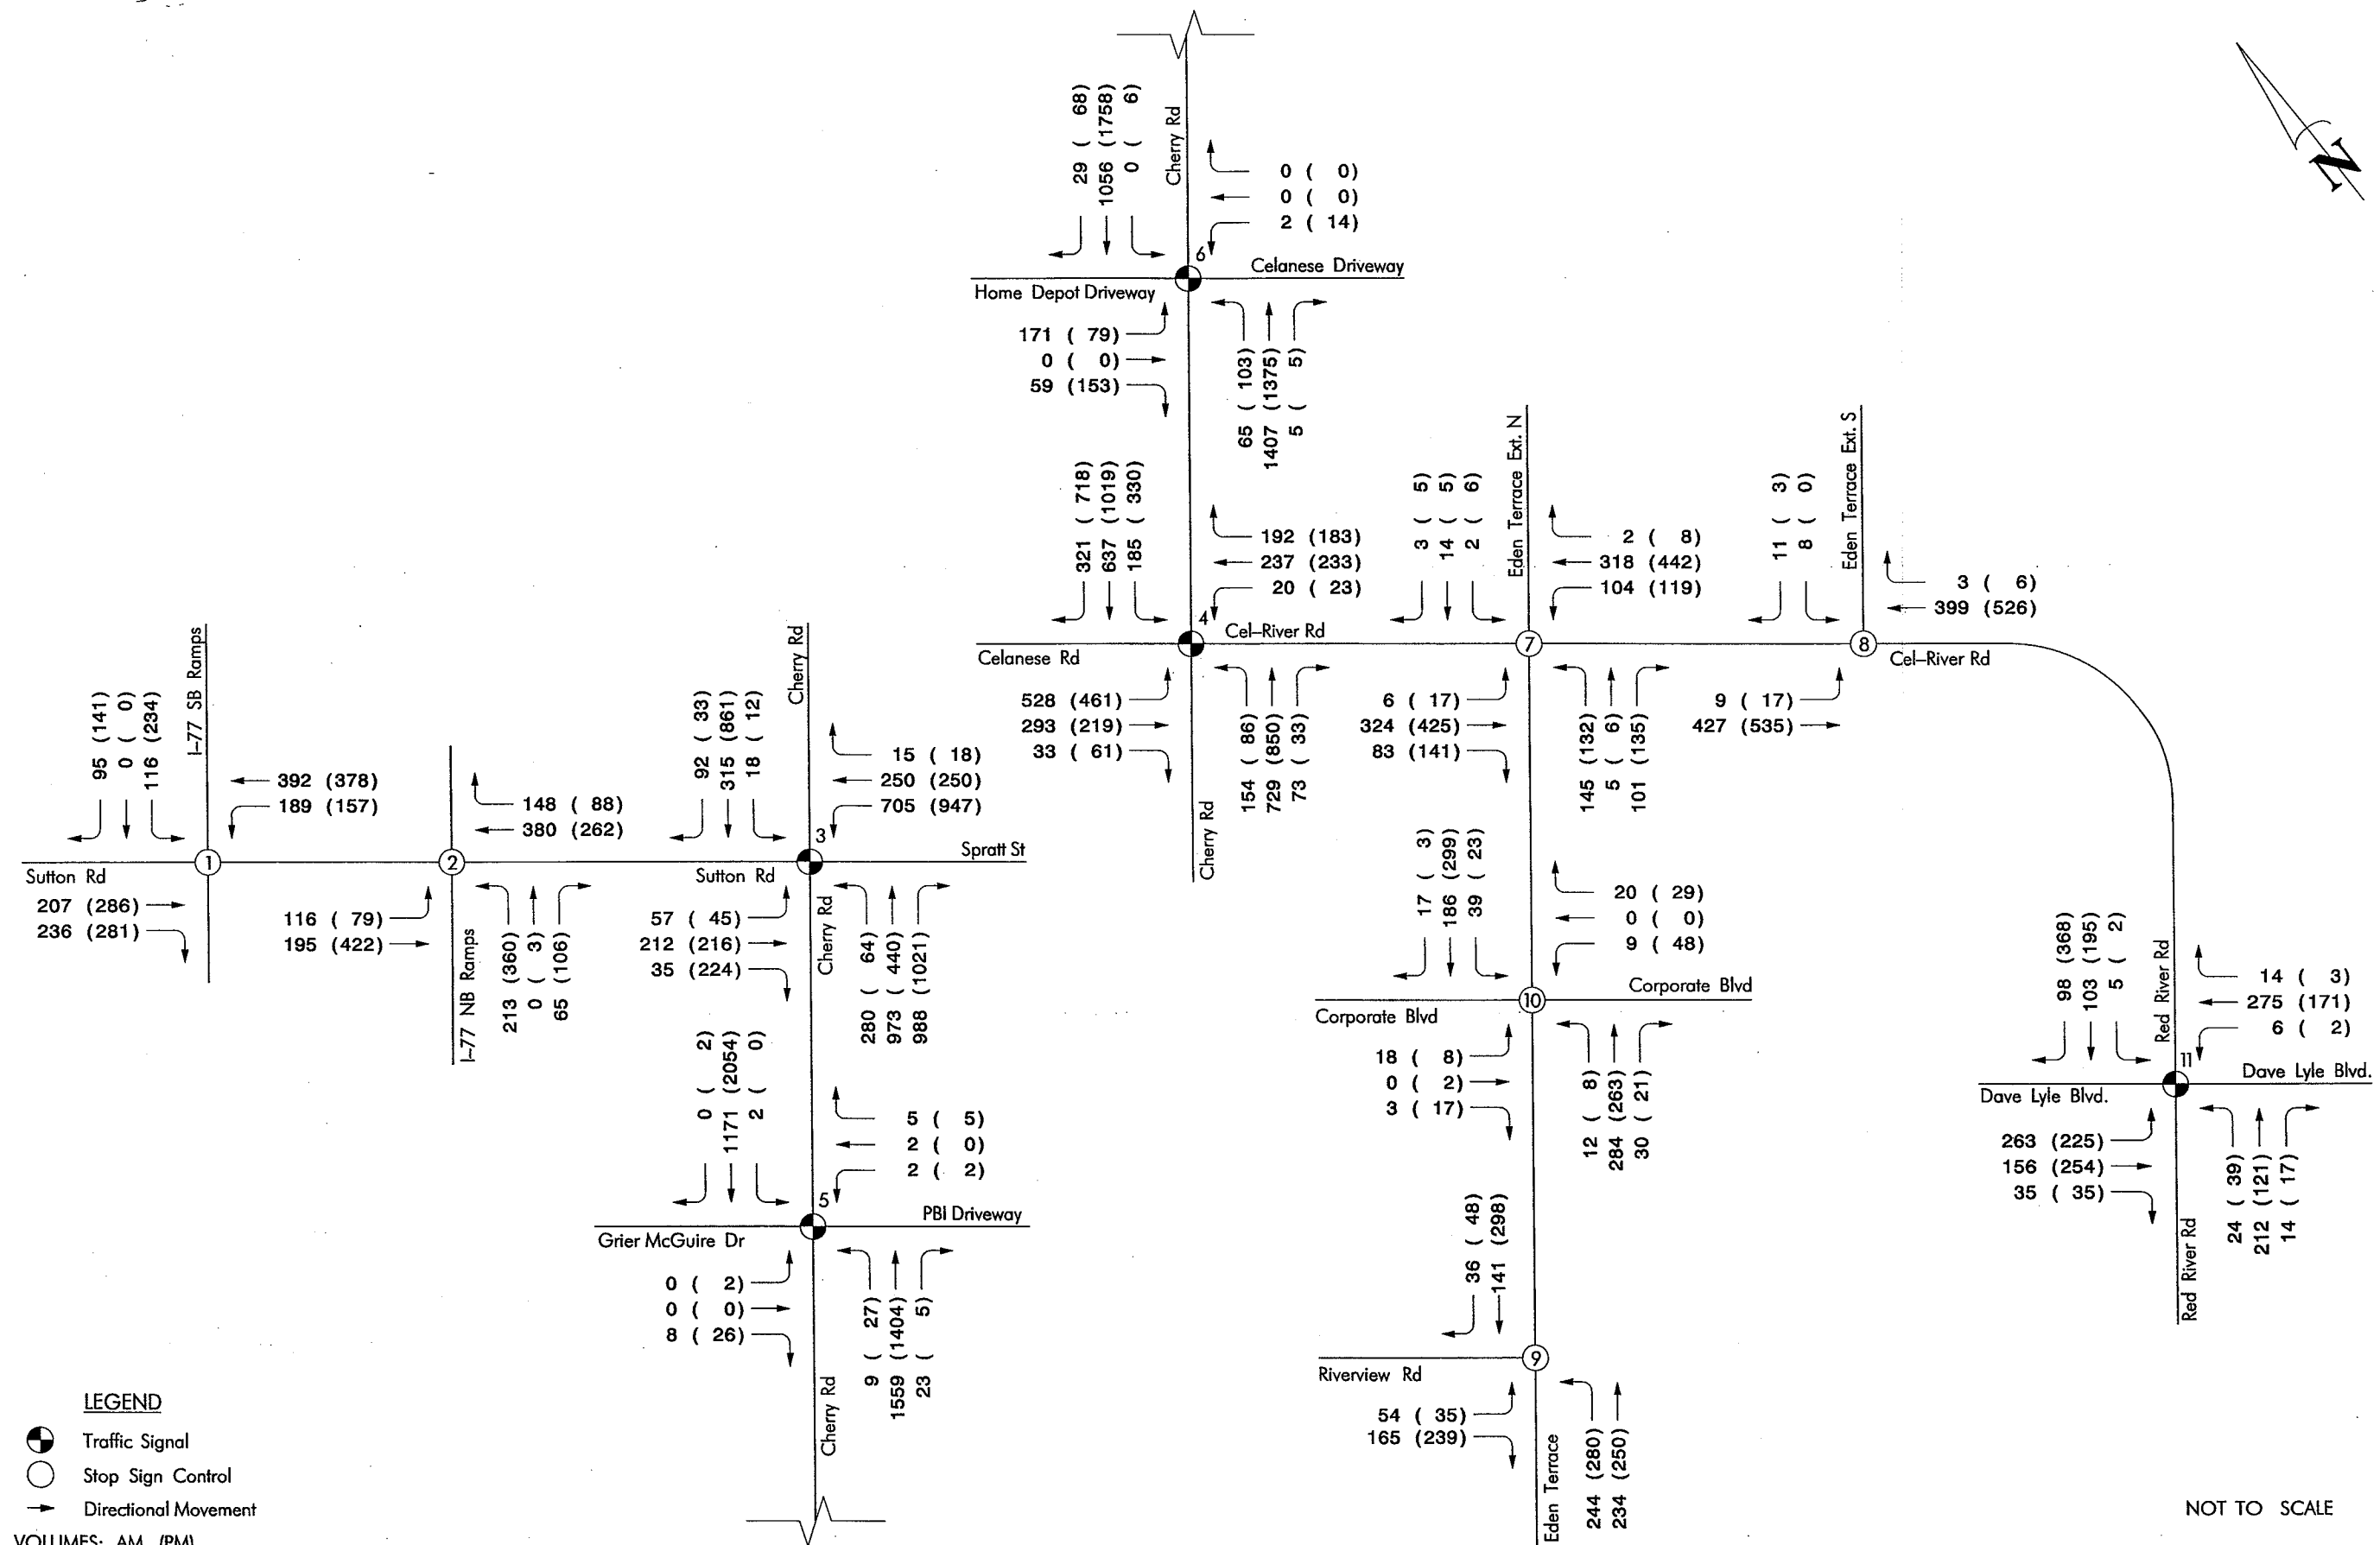 29 ( 68)
1056 (1758)
0 ( 6)
Cherry Rd
0 ( 0)
0 ( 0)
2 ( 14)
6
Celanese Driveway
Home Depot Driveway
171 ( 79)
0 ( 0)
59 (153)
65 ( 103)
1407 (1375)
5 ( 5)
N
321 ( 718)
637 (1019)
185 ( 330)
192 (183)
237 (233)
20 ( 23)
4
Cel-River Rd
Celanese Rd
528 (461)
293 (219)
33 ( 61)
Cherry Rd
154 ( 86)
729 (850)
73 ( 33)
3 ( 5)
14 ( 5)
2 ( 6)
Eden Terrace Ext. N
2 ( 8)
318 (442)
104 (119)
7
6 ( 17)
324 (425)
83 (141)
145 (132)
5 ( 6)
101 (135)
11 ( 3)
8 ( 0)
Eden Terrace Ext. S
3 ( 6)
399 (526)
8
Cel-River Rd
9 ( 17)
427 (535)
95 (141)
0 ( 0)
116 (234)
I-77 SB Ramps
392 (378)
189 (157)
1
Sutton Rd
207 (286)
236 (281)
148 ( 88)
380 (262)
2
116 ( 79)
195 (422)
I-77 NB Ramps
213 (360)
0 ( 3)
65 (106)
92 ( 33)
315 (861)
18 ( 12)
Cherry Rd
15 ( 18)
250 (250)
705 (947)
3
Spratt St
Sutton Rd
57 ( 45)
212 (216)
35 (224)
Cherry Rd
280 ( 64)
973 ( 440)
988 (1021)
0 ( 2)
1171 (2054)
2 ( 0)
5 ( 5)
2 ( 0)
2 ( 2)
5
PBI Driveway
Grier McGuire Dr
0 ( 2)
0 ( 0)
8 ( 26)
Cherry Rd
9 ( 27)
1559 (1404)
23 ( 5)
17 ( 3)
186 (299)
39 ( 23)
20 ( 29)
0 ( 0)
9 ( 48)
10
Corporate Blvd
Corporate Blvd
18 ( 8)
0 ( 2)
3 ( 17)
12 ( 8)
284 (263)
30 ( 21)
36 ( 48)
141 (298)
9
Riverview Rd
54 ( 35)
165 (239)
Eden Terrace
244 (280)
234 (250)
98 (368)
103 (195)
5 ( 2)
Red River Rd
14 ( 3)
275 (171)
6 ( 2)
11
Dave Lyle Blvd.
Dave Lyle Blvd.
263 (225)
156 (254)
35 ( 35)
Red River Rd
24 ( 39)
212 (121)
14 ( 17)
LEGEND
Traffic Signal
Stop Sign Control
Directional Movement
VOLUMES: AM (PM)
NOT TO SCALE